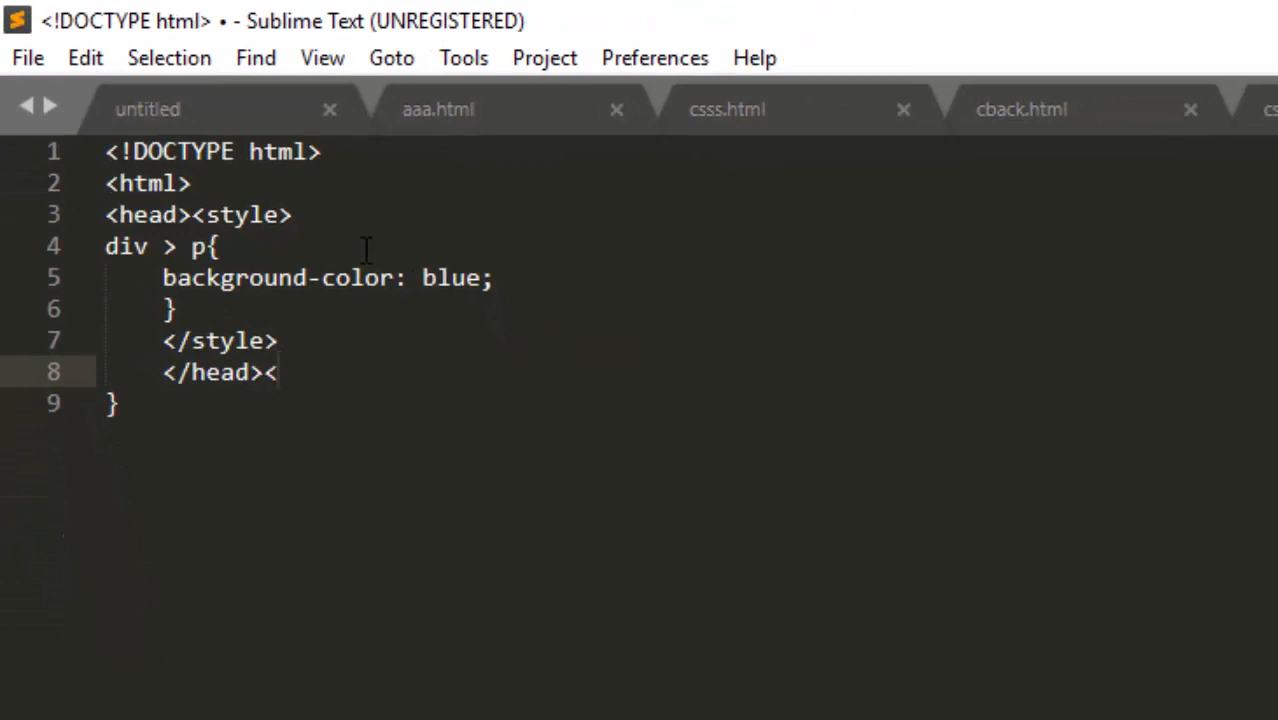 <!DOCTYPE html> • - Sublime Text (UNREGISTERED)
File Edit Selection Find View Goto Tools Project Preferences Help
untitled aaa.html csss.html cback.html cs
1 <!DOCTYPE html>
2 <html>
3 <head><style>
4 div > p{
5 background-color: blue;
6 }
7 </style>
8 </head><
9 }